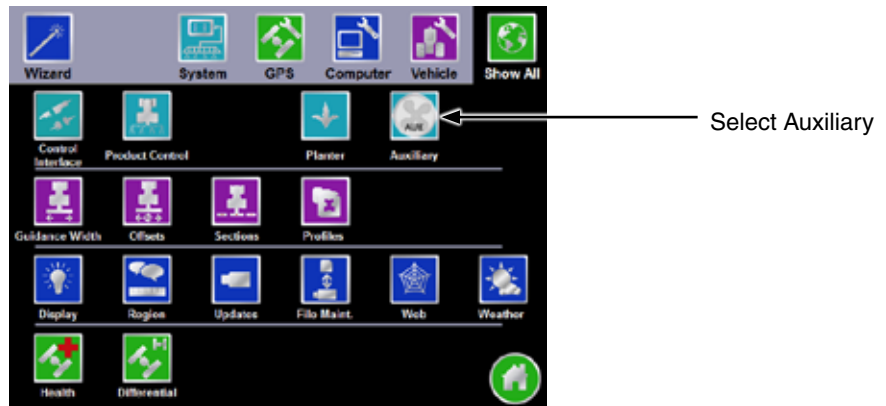 Wizard System GPS Computer Vehicle Show All
AUX
Select Auxiliary
Control
Interface Product Control Planter Auxiliary
Guidance Width Offsets Sections Profiles
Display Region Updates File Maint. Web Weather
H
Health Differential